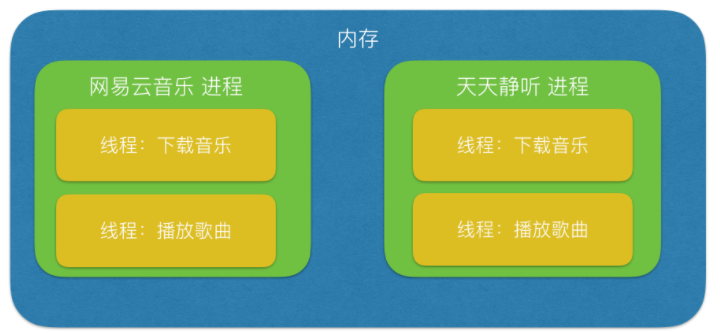 内存
网易云音乐 进程
线程：下载音乐
线程：播放歌曲
天天静听 进程
线程：下载音乐
线程：播放歌曲